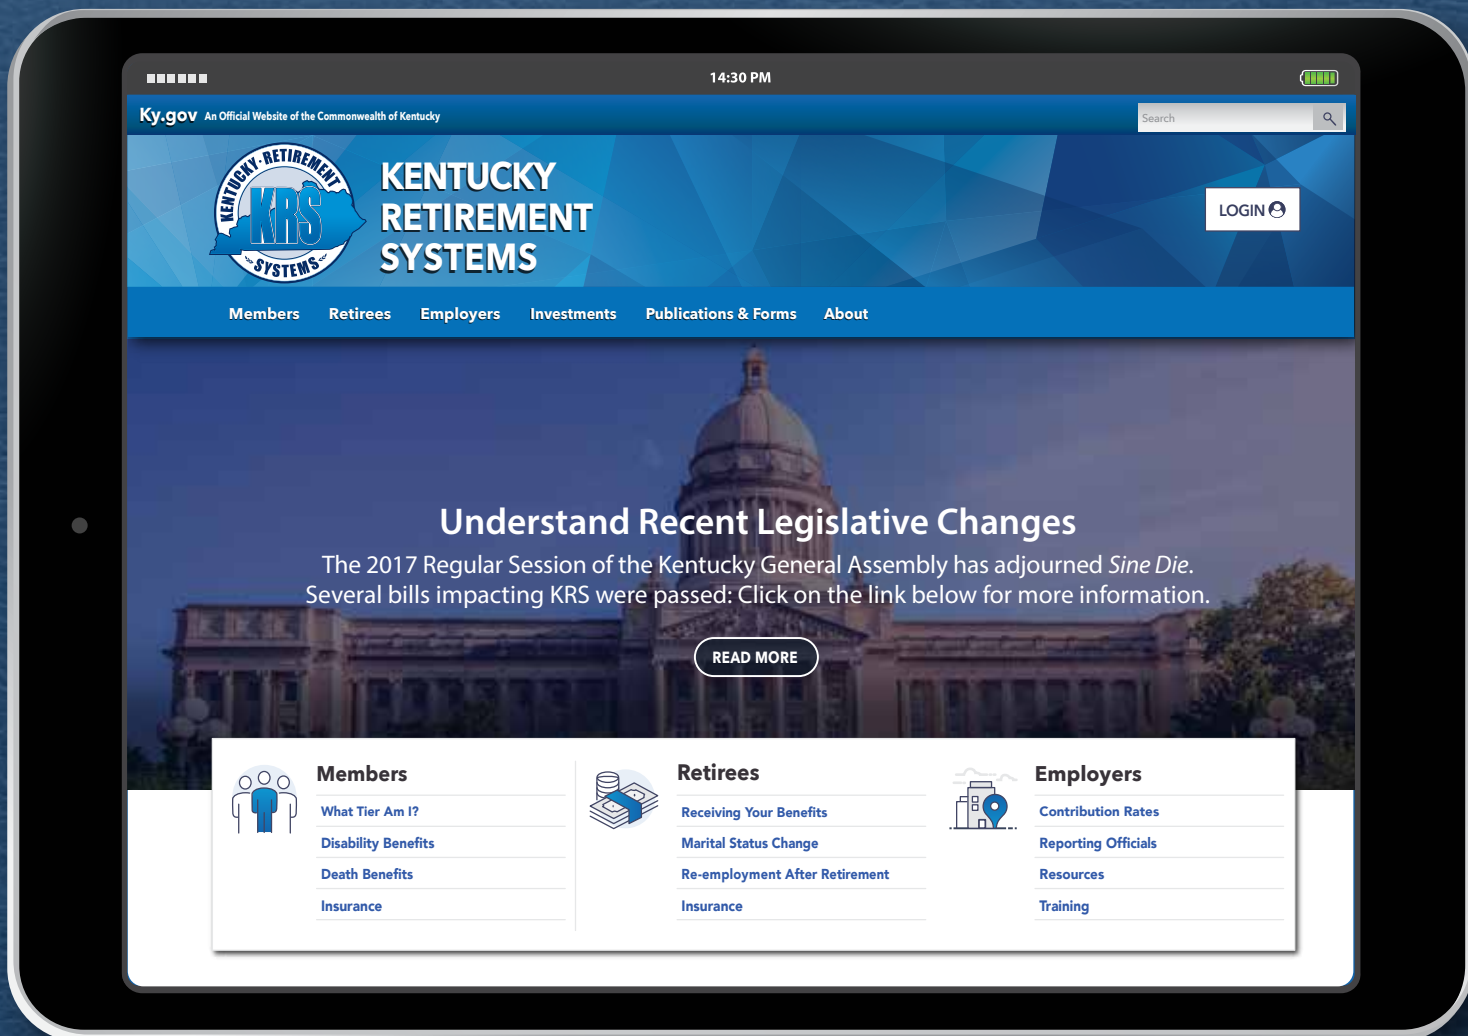 14:30 PM
Ky.gov An Official Website of the Commonwealth of Kentucky
Search
KENTUCKY·RETIREMENT
KRS
SYSTEMS
KENTUCKY
RETIREMENT
SYSTEMS
LOGIN
Members Retirees Employers Investments Publications & Forms About
Understand Recent Legislative Changes
The 2017 Regular Session of the Kentucky General Assembly has adjourned Sine Die.
Several bills impacting KRS were passed: Click on the link below for more information.
READ MORE
Members
What Tier Am I?
Disability Benefits
Death Benefits
Insurance
Retirees
Receiving Your Benefits
Marital Status Change
Re-employment After Retirement
Insurance
Employers
Contribution Rates
Reporting Officials
Resources
Training